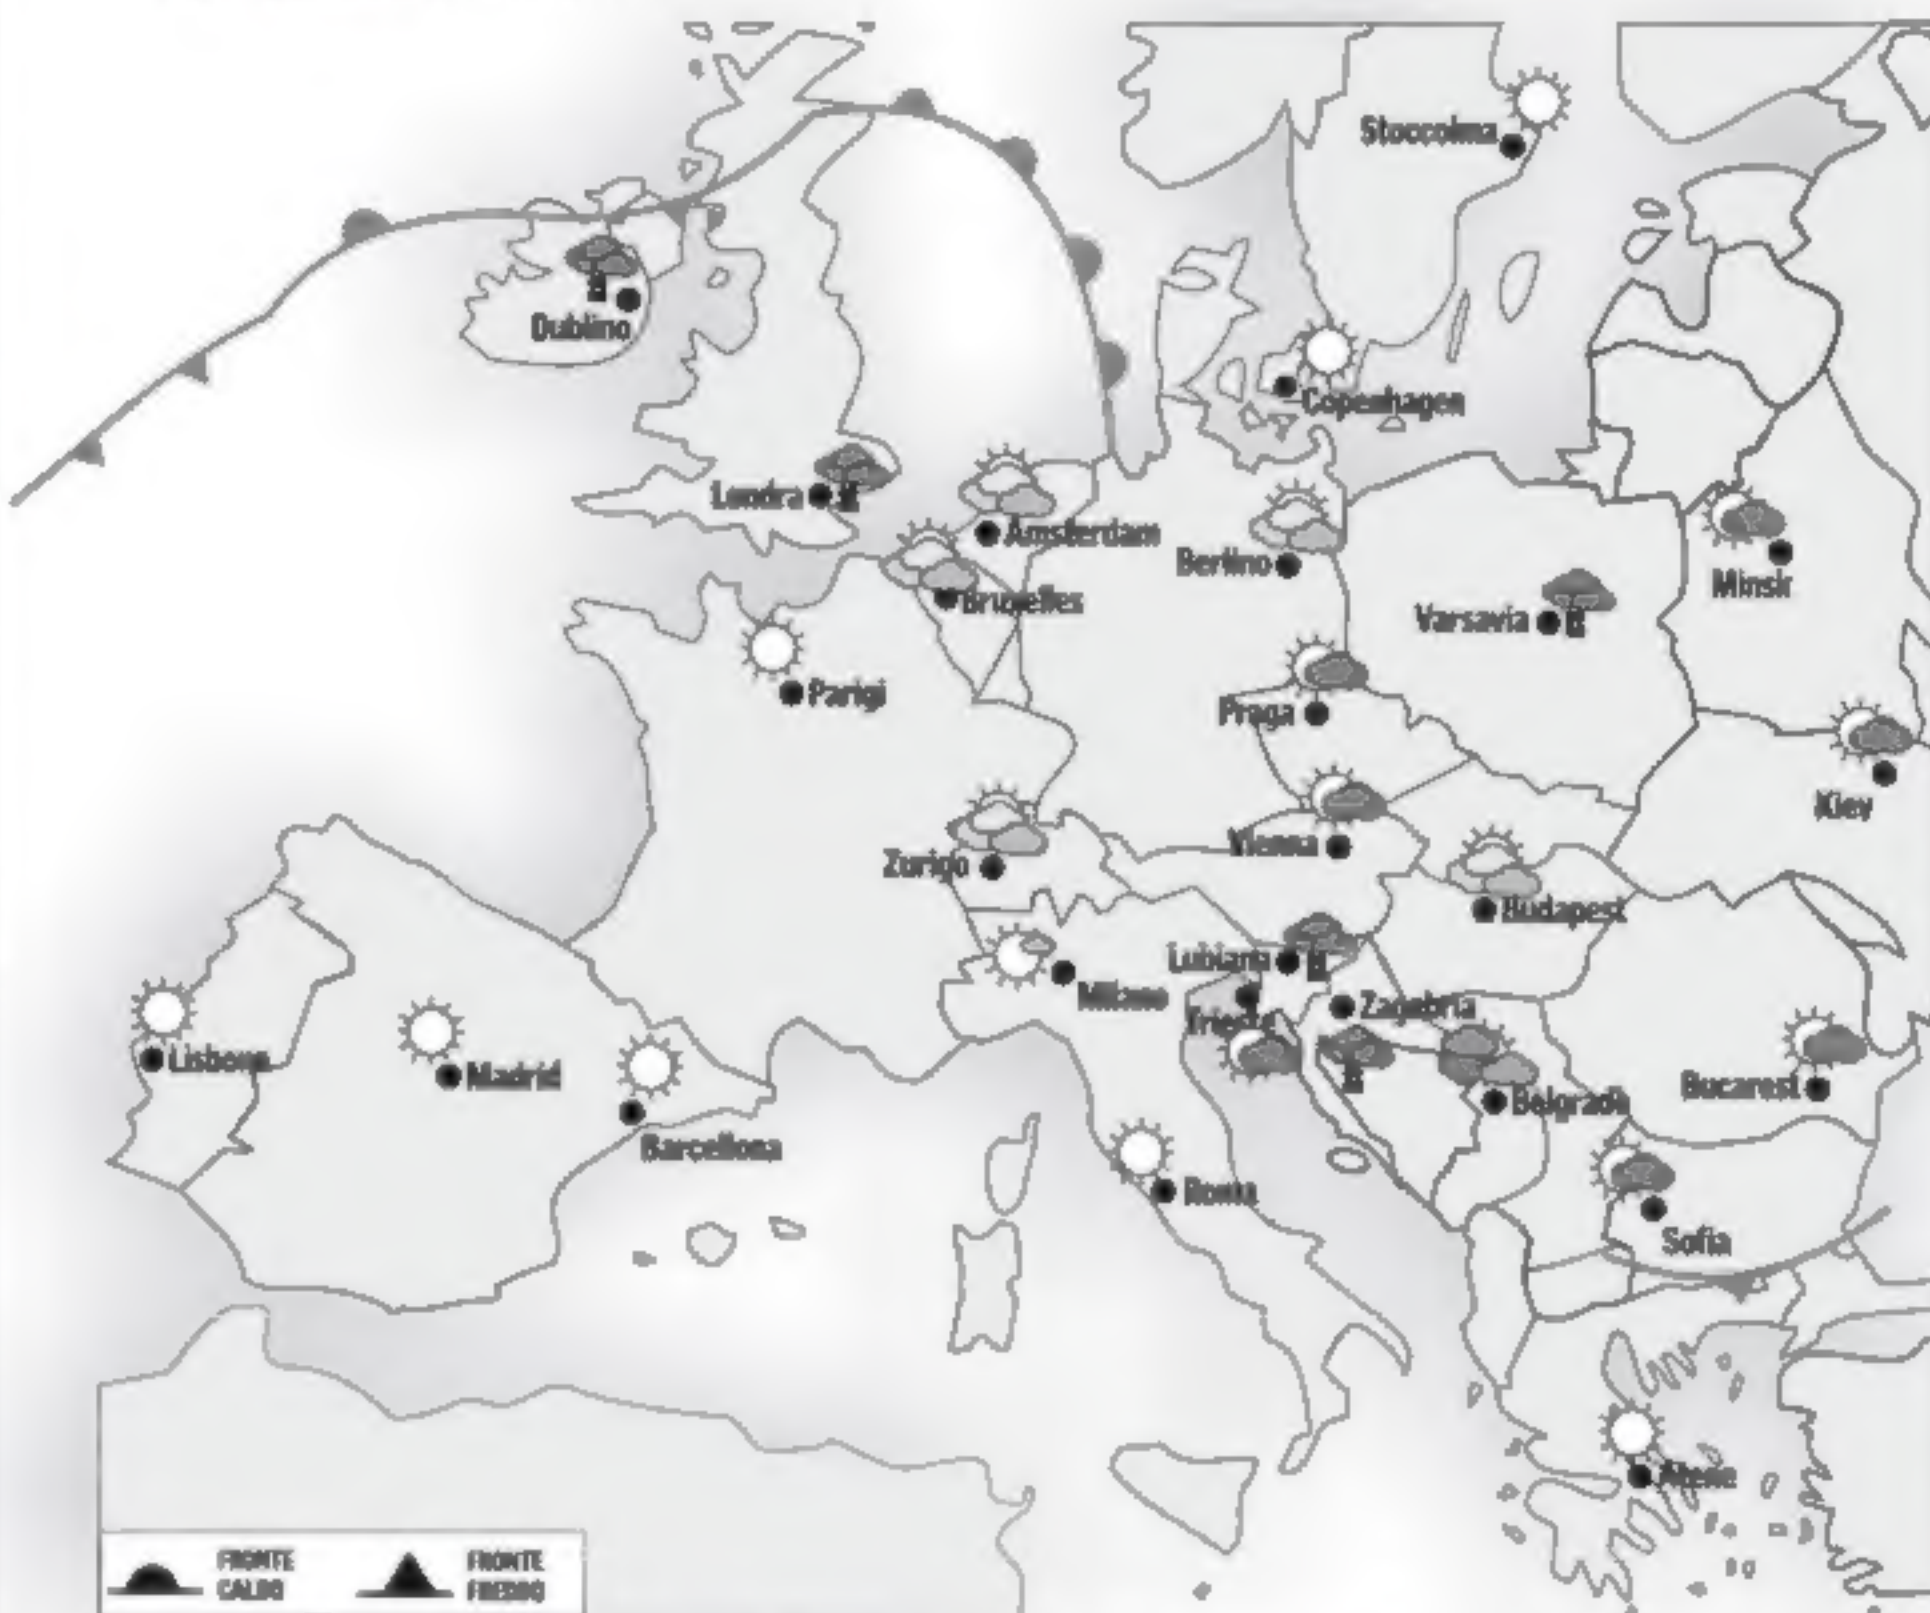 Stoccolma
Dublino
Copenhagen
Londra
Amsterdam
Berlino
Minsk
Bruxelles
Varsavia
Parigi
Praga
Kiev
Vienna
Zurigo
Budapest
Lubiana
Milano
Zagabria
Trieste
Lisbona
Madrid
Bucarest
Belgrado
Barcellona
Roma
Sofia
Atene
FRONTE
CALDO
FRONTE
FREDDO